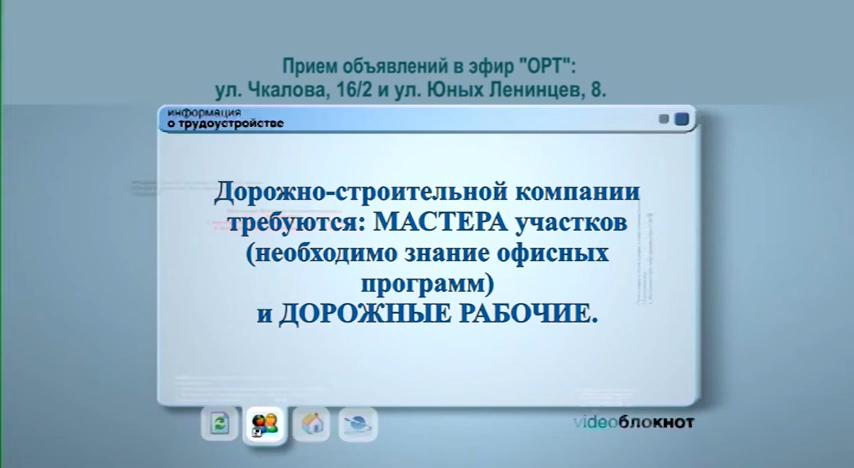 Прием объявлений в эфир "ОРТ":
ул. Чкалова, 16/2 и ул. Юных Ленинцев, 8.
информация
о трудоустройстве
Дорожно-строительной компании
требуются: МАСТЕРА участков
(необходимо знание офисных
программ)
и ДОРОЖНЫЕ РАБОЧИЕ.
videoблокнот